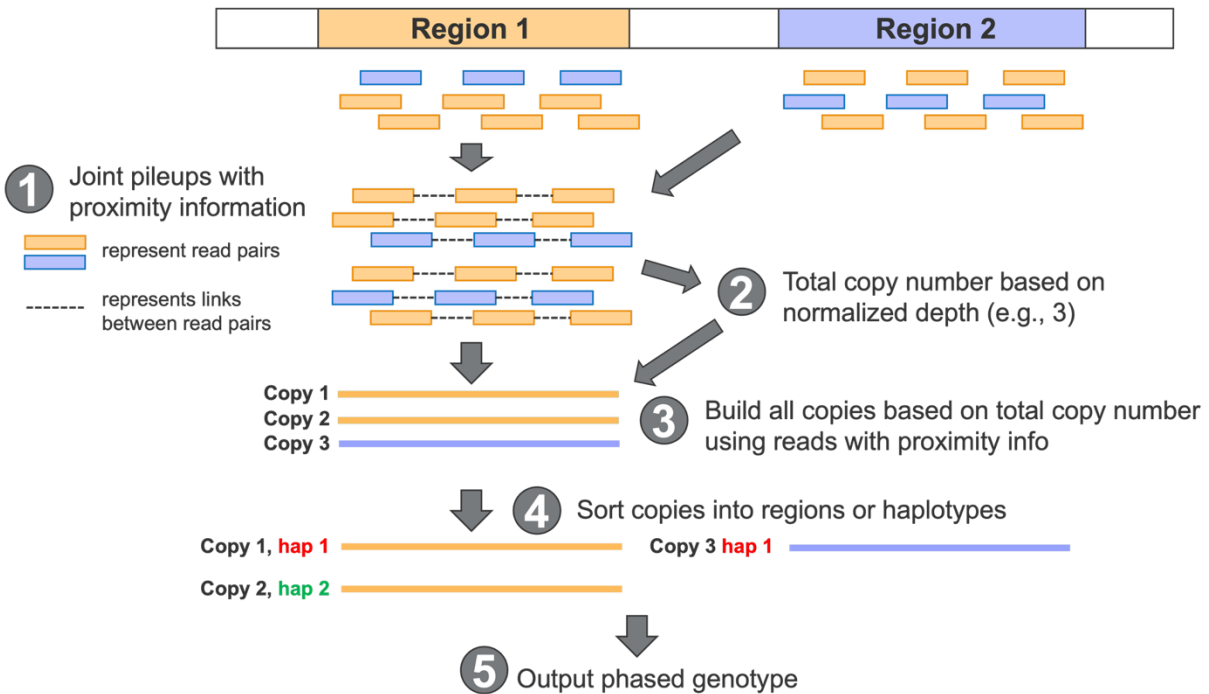 Region 1
Region 2
1
Joint pileups with
proximity information
represent read pairs
represents links
between read pairs
2
Total copy number based on
normalized depth (e.g., 3)
Copy 1
Copy 2
Copy 3
3
Build all copies based on total copy number
using reads with proximity info
4
Sort copies into regions or haplotypes
Copy 1, hap 1
Copy 3 hap 1
Copy 2, hap 2
5
Output phased genotype